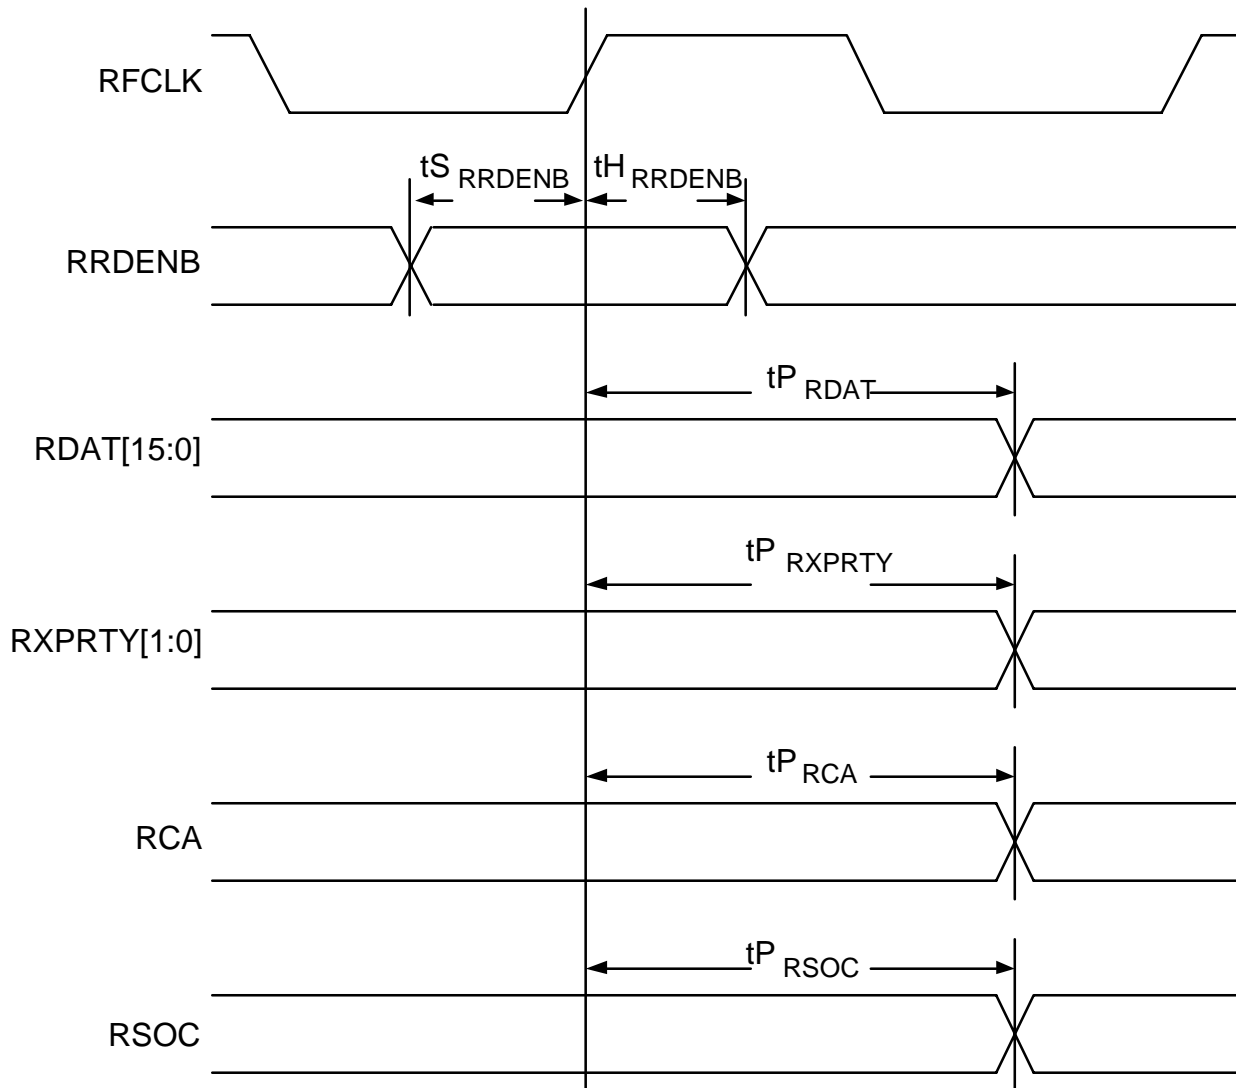 RFCLK
tS RRDENB tH RRDENB
RRDENB
tP RDAT
RDAT[15:0]
tP RXPRTY
RXPRTY[1:0]
tP RCA
RCA
tP RSOC
RSOC